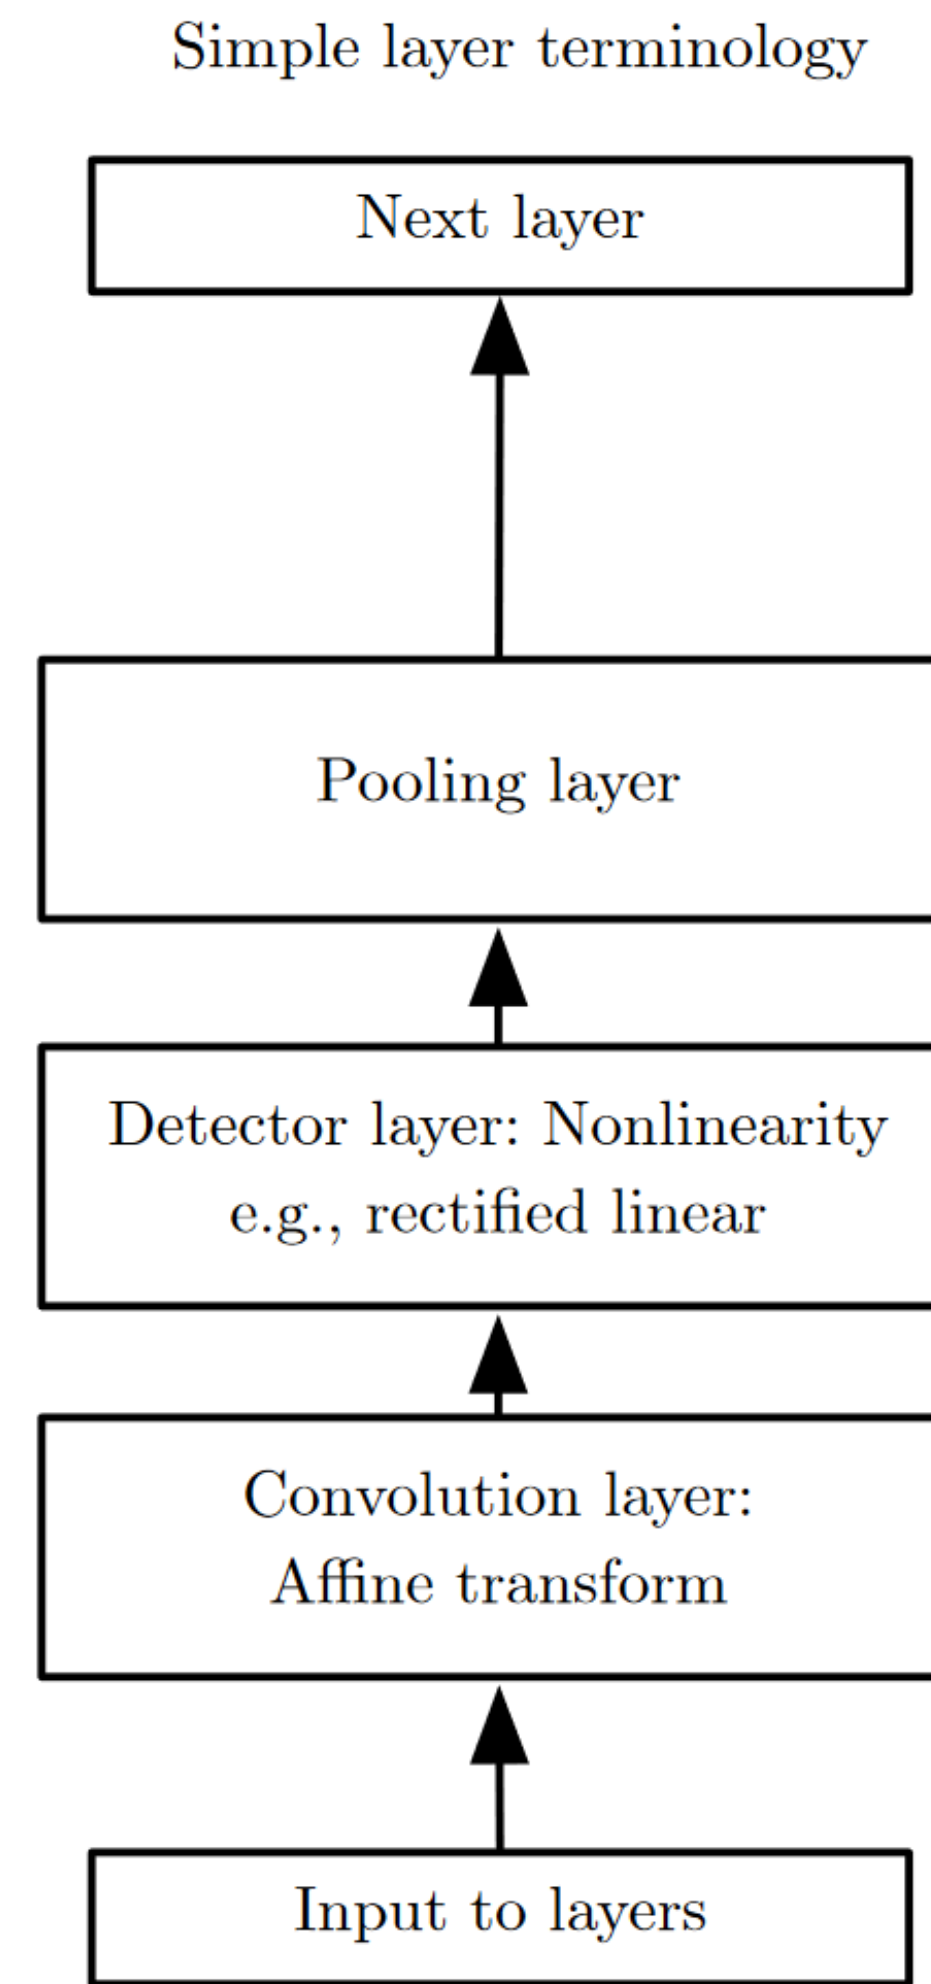 Simple layer terminology
Next layer
Pooling layer
Detector layer: Nonlinearity
e.g., rectified linear
Convolution layer:
Affine transform
Input to layers